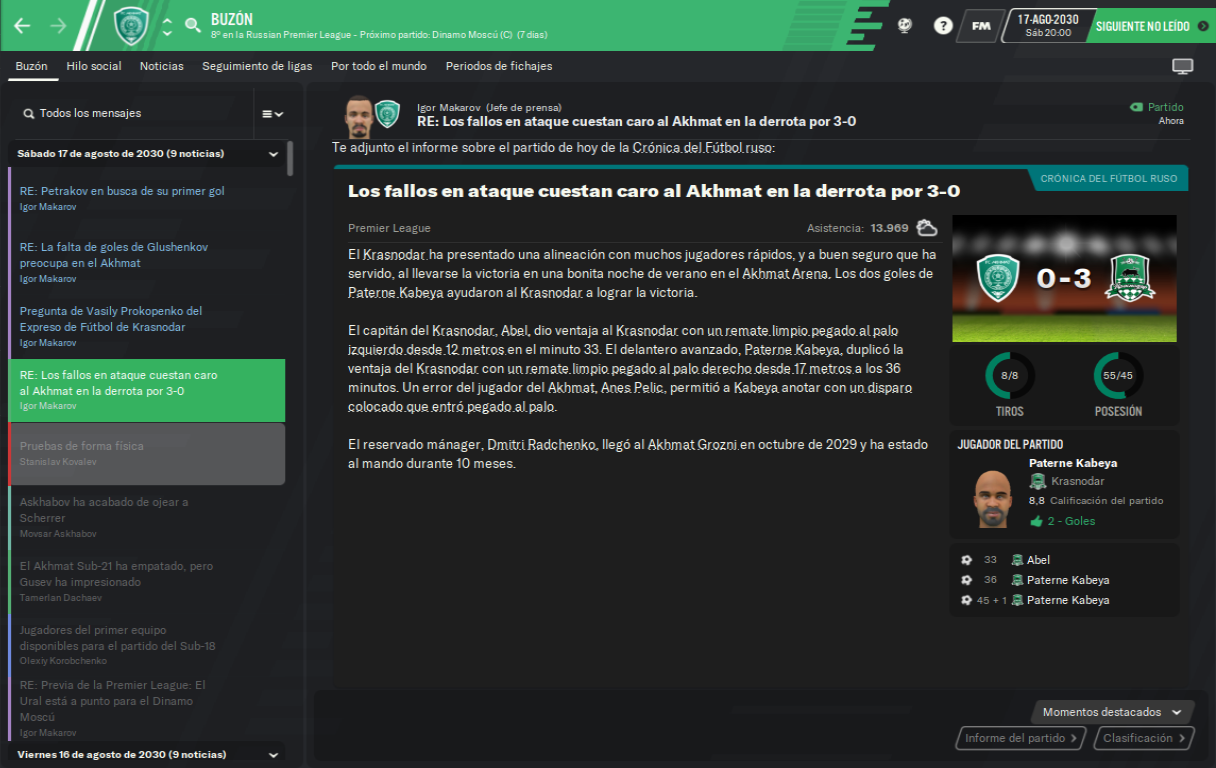 BUZÓN
8º en la Russian Premier League - Próximo partido: Dinamo Moscú (C) (7 días)
?
FM
17-AGO-2030
Sáb 20:00
SIGUIENTE NO LEÍDO
Buzón
Hilo social
Noticias
Seguimiento de ligas
Por todo el mundo
Periodos de fichajes
Todos los mensajes
Sábado 17 de agosto de 2030 (9 noticias)
RE: Petrakov en busca de su primer gol
Igor Makarov
RE: La falta de goles de Glushenkov
preocupa en el Akhmat
Igor Makarov
Pregunta de Vasily Prokopenko del
Expreso de Fútbol de Krasnodar
Igor Makarov
RE: Los fallos en ataque cuestan caro
al Akhmat en la derrota por 3-0
Igor Makarov
Pruebas de forma física
Stanislav Kovalev
Askhabov ha acabado de ojear a
Scherrer
Movsar Askhabov
El Akhmat Sub-21 ha empatado, pero
Gusev ha impresionado
Tamerlan Dachaev
Jugadores del primer equipo
disponibles para el partido del Sub-18
Olexiy Korobchenko
RE: Previa de la Premier League: El
Ural está a punto para el Dinamo
Moscú
Igor Makarov
Viernes 16 de agosto de 2030 (9 noticias)
Igor Makarov (Jefe de prensa)
RE: Los fallos en ataque cuestan caro al Akhmat en la derrota por 3-0
Partido
Ahora
Te adjunto el informe sobre el partido de hoy de la Crónica del Fútbol ruso:
CRÓNICA DEL FÚTBOL RUSO
Los fallos en ataque cuestan caro al Akhmat en la derrota por 3-0
Premier League
Asistencia: 13.969
El Krasnodar ha presentado una alineación con muchos jugadores rápidos, y a buen seguro que ha
servido, al llevarse la victoria en una bonita noche de verano en el Akhmat Arena. Los dos goles de
Paterne Kabeya ayudaron al Krasnodar a lograr la victoria.
El capitán del Krasnodar, Abel, dio ventaja al Krasnodar con un remate limpio pegado al palo
izquierdo desde 12 metros en el minuto 33. El delantero avanzado, Paterne Kabeya, duplicó la
ventaja del Krasnodar con un remate limpio pegado al palo derecho desde 17 metros a los 36
minutos. Un error del jugador del Akhmat, Anes Pelic, permitió a Kabeya anotar con un disparo
colocado que entró pegado al palo.
El reservado mánager, Dmitri Radchenko, llegó al Akhmat Grozni en octubre de 2029 y ha estado
al mando durante 10 meses.
0-3
8/8
TIROS
55/45
POSESIÓN
JUGADOR DEL PARTIDO
Paterne Kabeya
Krasnodar
8,8 Calificación del partido
2 - Goles
33 Abel
36 Paterne Kabeya
45 + 1 Paterne Kabeya
Momentos destacados
Informe del partido
Clasificación